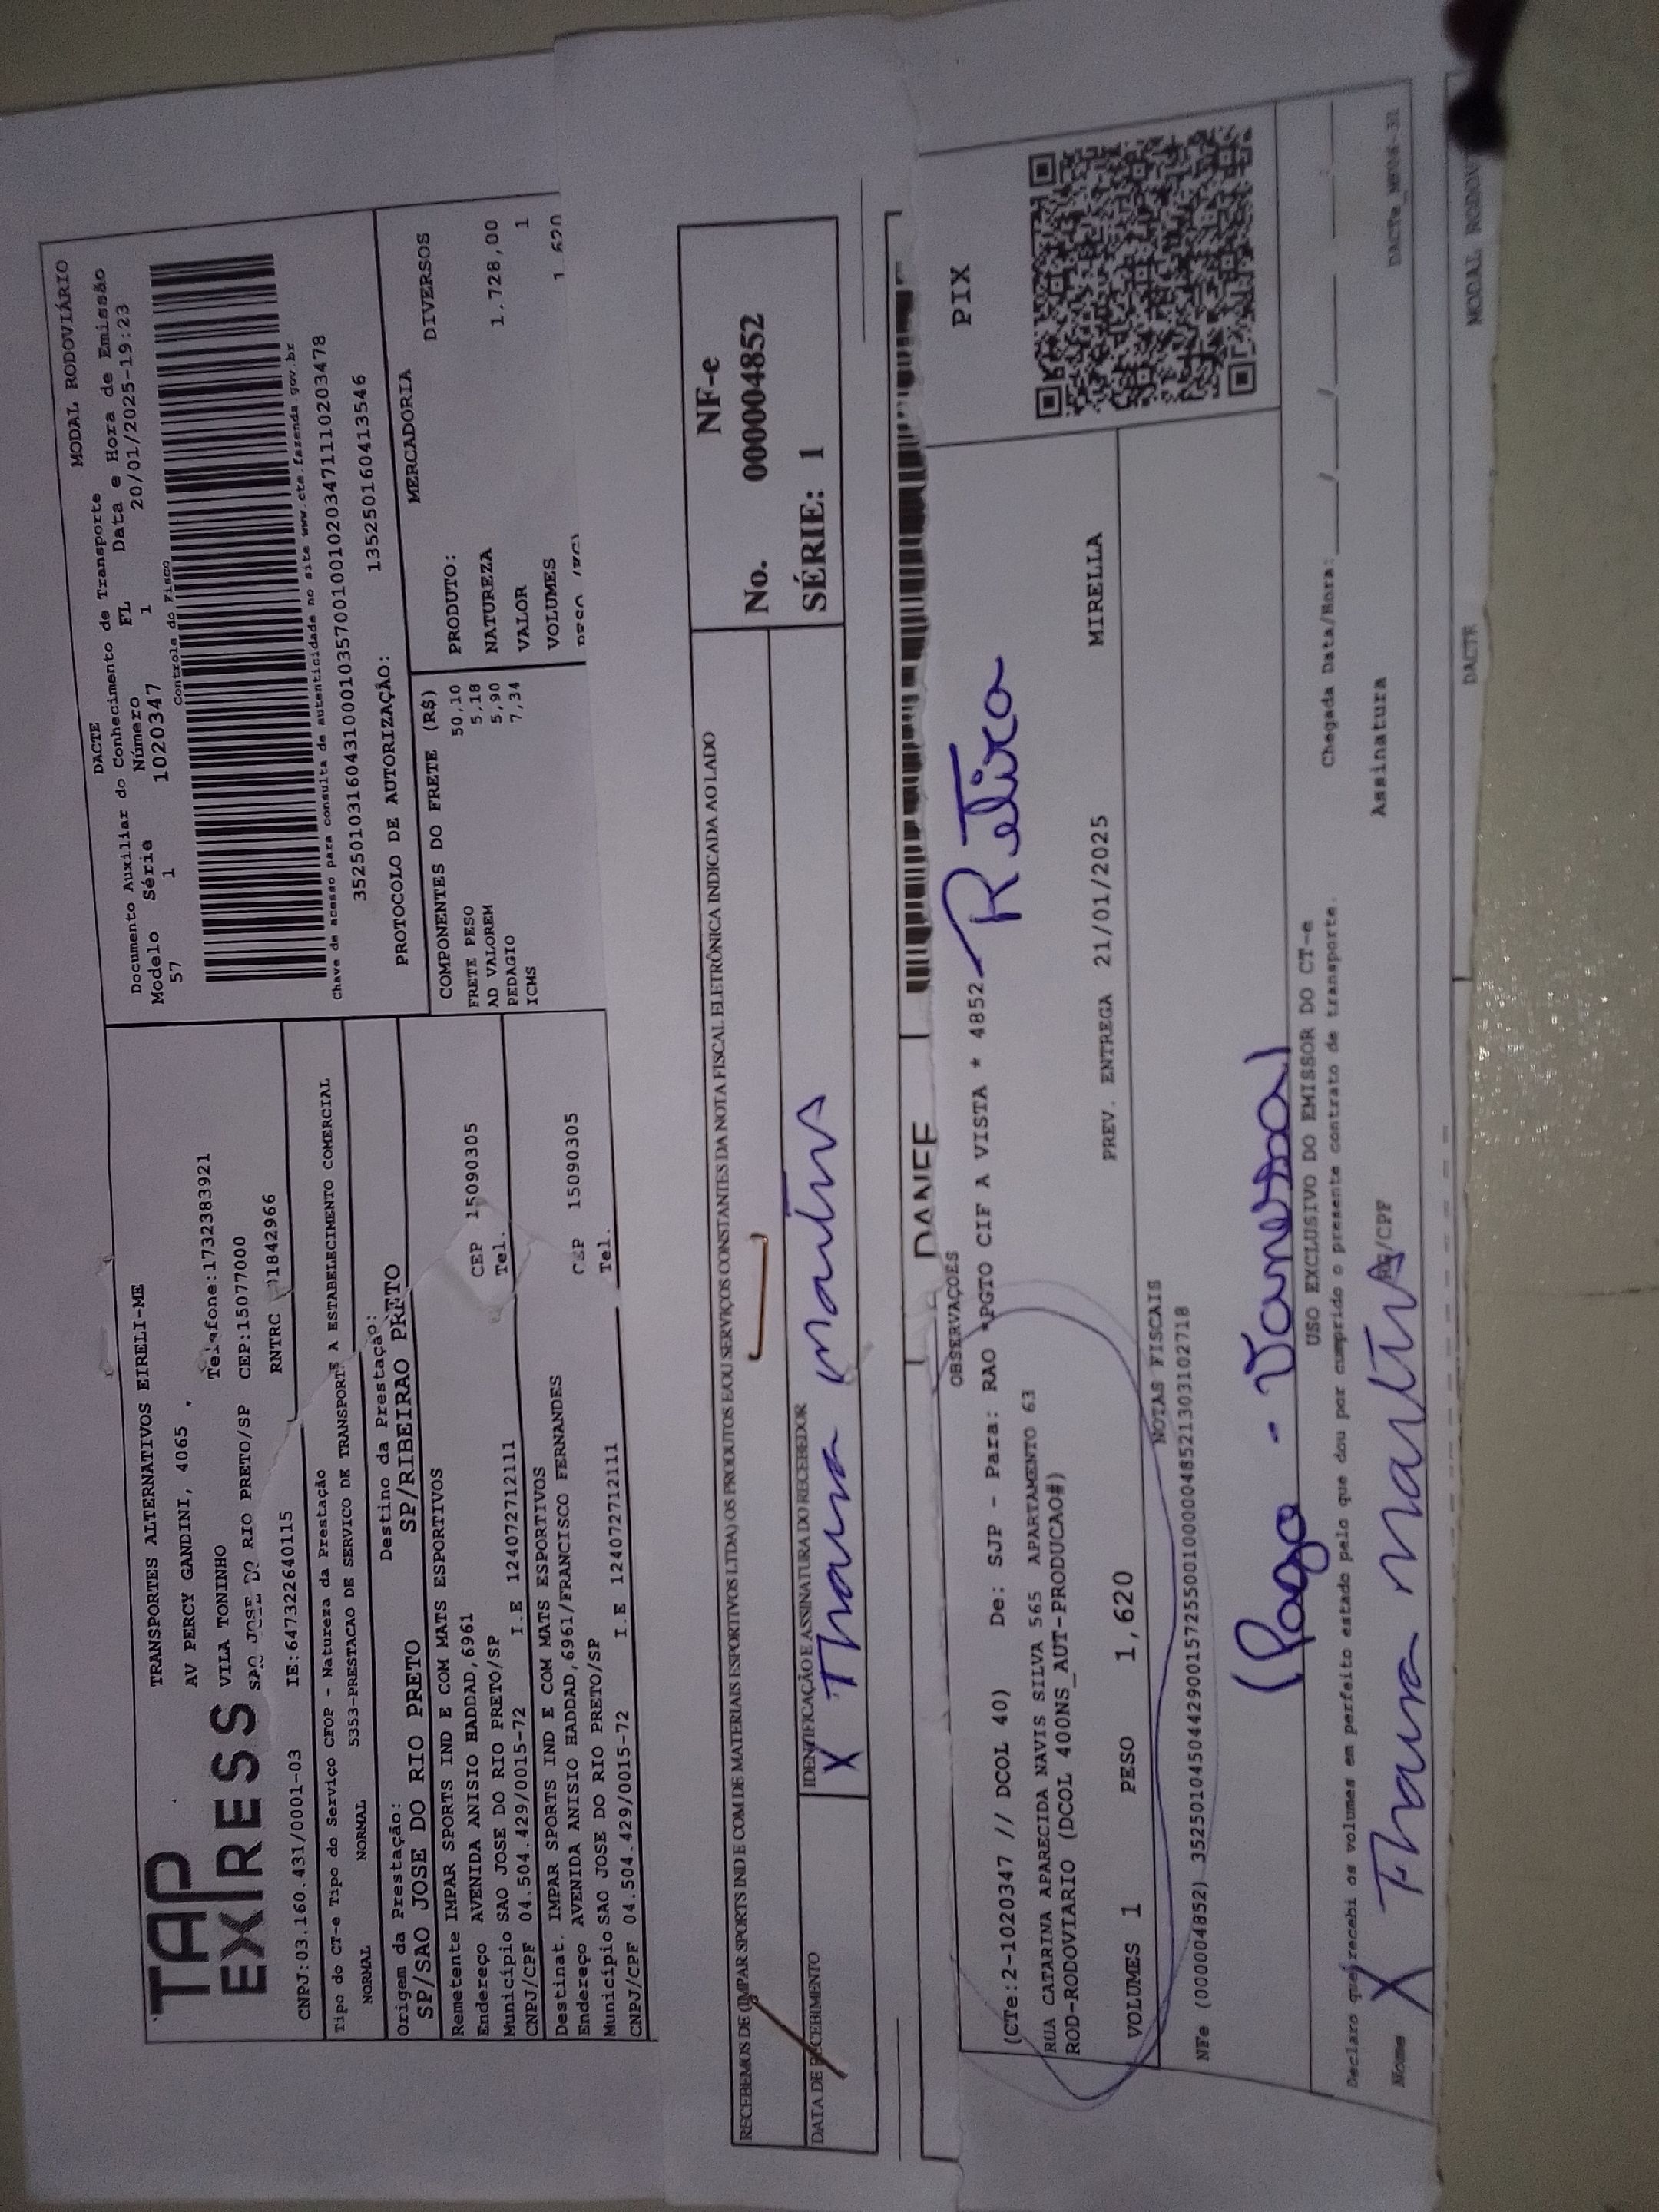 TAP
EXPRESS
TRANSPORTES ALTERNATIVOS EIRELI-ME
AV PERCY GANDINI, 4065
VILA TONINHO Telefone:1732383921
SAO JOSE DO RIO PRETO/SP CEP:15077000
CNPJ:03.160.431/0001-03 IE:647322640115 RNTRC 1842966
Tipo do CT-e Tipo do Serviço CFOP - Natureza da Prestação
NORMAL NORMAL 5353-PRESTACAO DE SERVICO DE TRANSPORTE A ESTABELECIMENTO COMERCIAL
Origem da Prestação: Destino da Prestação:
SP/SAO JOSE DO RIO PRETO SP/RIBEIRAO PRETO
Remetente IMPAR SPORTS IND E COM MATS ESPORTIVOS
Endereço AVENIDA ANISIO HADDAD,6961 CEP 15090305
Município SAO JOSE DO RIO PRETO/SP Tel.
CNPJ/CPF 04.504.429/0015-72 I.E 124072712111
Destinat. IMPAR SPORTS IND E COM MATS ESPORTIVOS
Endereço AVENIDA ANISIO HADDAD,6961/FRANCISCO FERNANDES CEP 15090305
Município SAO JOSE DO RIO PRETO/SP Tel.
CNPJ/CPF 04.504.429/0015-72 I.E 124072712111
DACTE MODAL RODOVIÁRIO
Documento Auxiliar do Conhecimento de Transporte
Modelo Série Número FL Data e Hora de Emissão
57 1 1020347 1 20/01/2025-19:23
Controle do Fisco
Chave de acesso para consulta de autenticidade no site www.cte.fazenda.gov.br
35250103160431000103570010010203471110203478
PROTOCOLO DE AUTORIZAÇÃO: 135250160413546
COMPONENTES DO FRETE (R$)
FRETE PESO 50,10
AD VALOREM 5,18
PEDAGIO 5,90
ICMS 7,34
MERCADORIA
PRODUTO: DIVERSOS
NATUREZA
VALOR 1.728,00
VOLUMES 1
RECEBEMOS DE (IMPAR SPORTS IND E COM DE MATERIAIS ESPORTIVOS LTDA) OS PRODUTOS E/OU SERVIÇOS CONSTANTES DA NOTA FISCAL ELETRÔNICA INDICADA AO LADO
DATA DE RECEBIMENTO IDENTIFICAÇÃO E ASSINATURA DO RECEBEDOR
X Thaina martins
NF-e
No. 000004852
SÉRIE: 1
DANFE
OBSERVAÇOES
(CTe:2-1020347 // DCOL 40) De: SJP - Para: RAO *PGTO CIF A VISTA * 4852 Retira
RUA CATARINA APARECIDA NAVIS SILVA 565 APARTAMENTO 63
ROD-RODOVIARIO (DCOL 400NS_AUT-PRODUCAO#)
VOLUMES 1 PESO 1,620 PREV. ENTREGA 21/01/2025 MIRELLA
PIX
NOTAS FISCAIS
NFe (000004852) 35250104504429001572550010000048521303102718
(Pago - Vanessa)
USO EXCLUSIVO DO EMISSOR DO CT-e
Declaro que recebi os volumes em perfeito estado pelo que dou por cumprido o presente contrato de transporte. Chegada Data/Hora: ___/___/___ ___:___
Nome X Thaina Martins RG/CPF Assinatura
DACTE MODAL RODOV